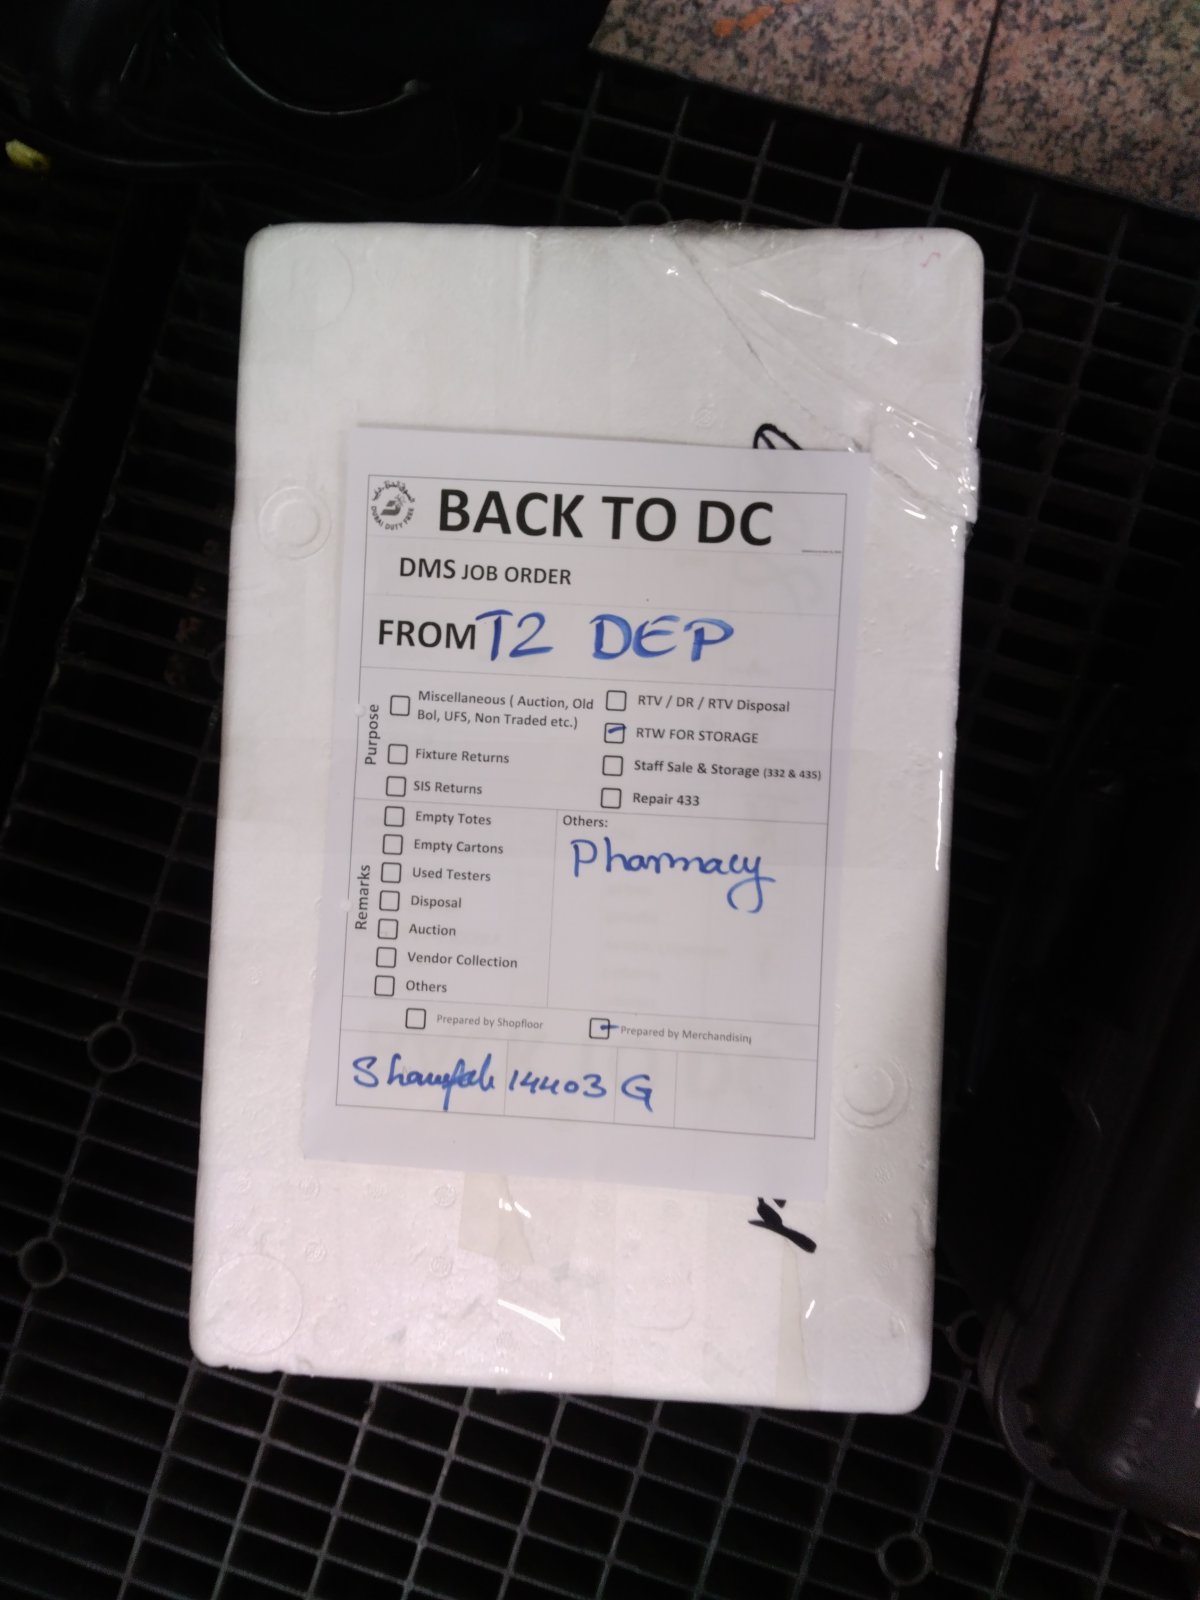 DUBAI DUTY FREE
BACK TO DC
DMS JOB ORDER
FROM T2 DEP
Purpose
Miscellaneous ( Auction, Old
Bol, UFS, Non Traded etc.)
Fixture Returns
SIS Returns
RTV / DR / RTV Disposal
RTW FOR STORAGE
Staff Sale & Storage (332 & 435)
Repair 433
Remarks
Empty Totes
Empty Cartons
Used Testers
Disposal
Auction
Vendor Collection
Others
Others:
Pharmacy
Prepared by Shopfloor
Prepared by Merchandising
14403 G